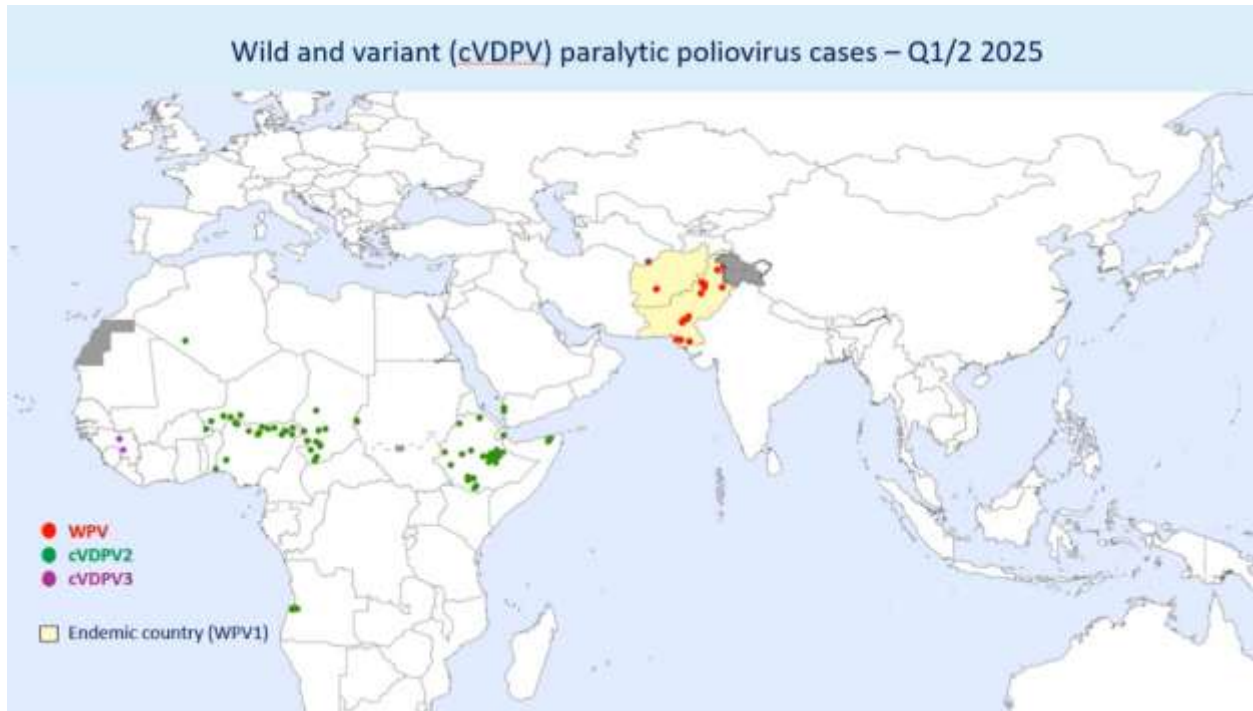 Wild and variant (cVDPV) paralytic poliovirus cases – Q1/2 2025
WPV
cVDPV2
cVDPV3
Endemic country (WPV1)